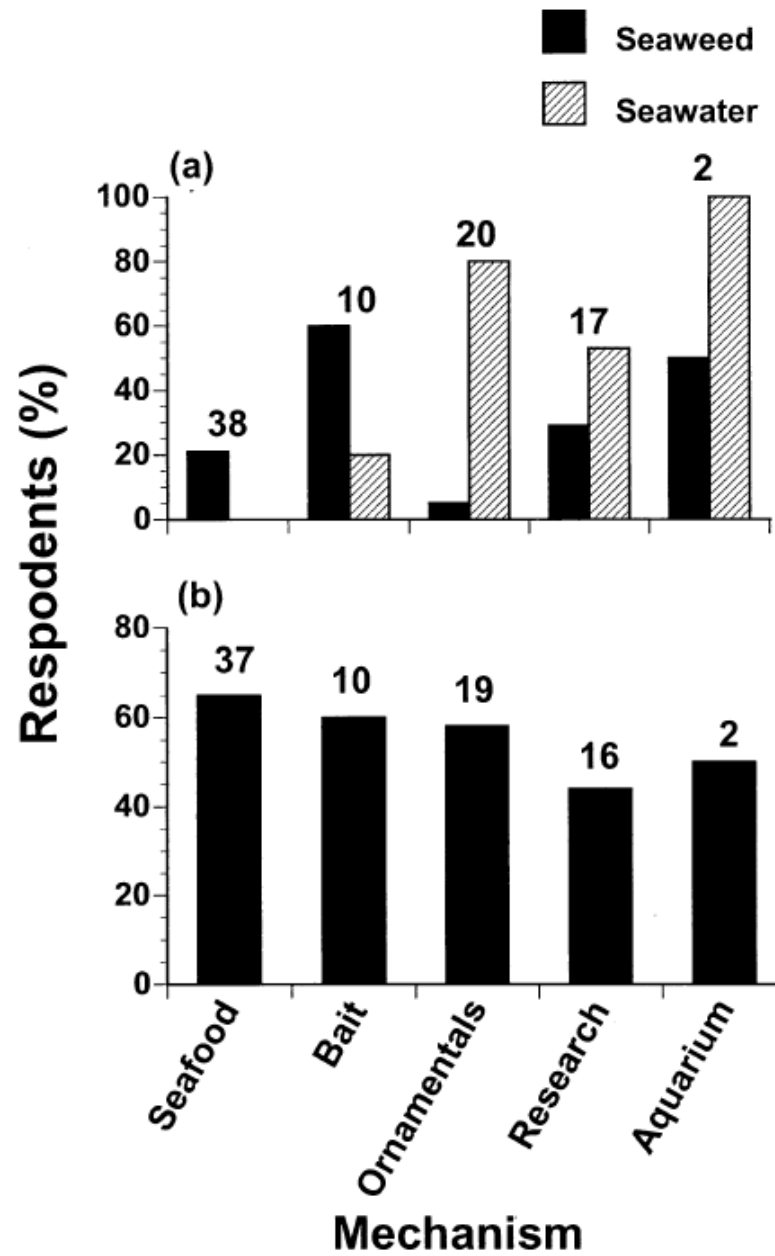 Seaweed
Seawater
(a)
100
80
60
40
20
0
38
10
20
17
2
Respodents (%)
(b)
80
60
40
20
0
37
10
19
16
2
Seafood
Bait
Ornamentals
Research
Aquarium
Mechanism